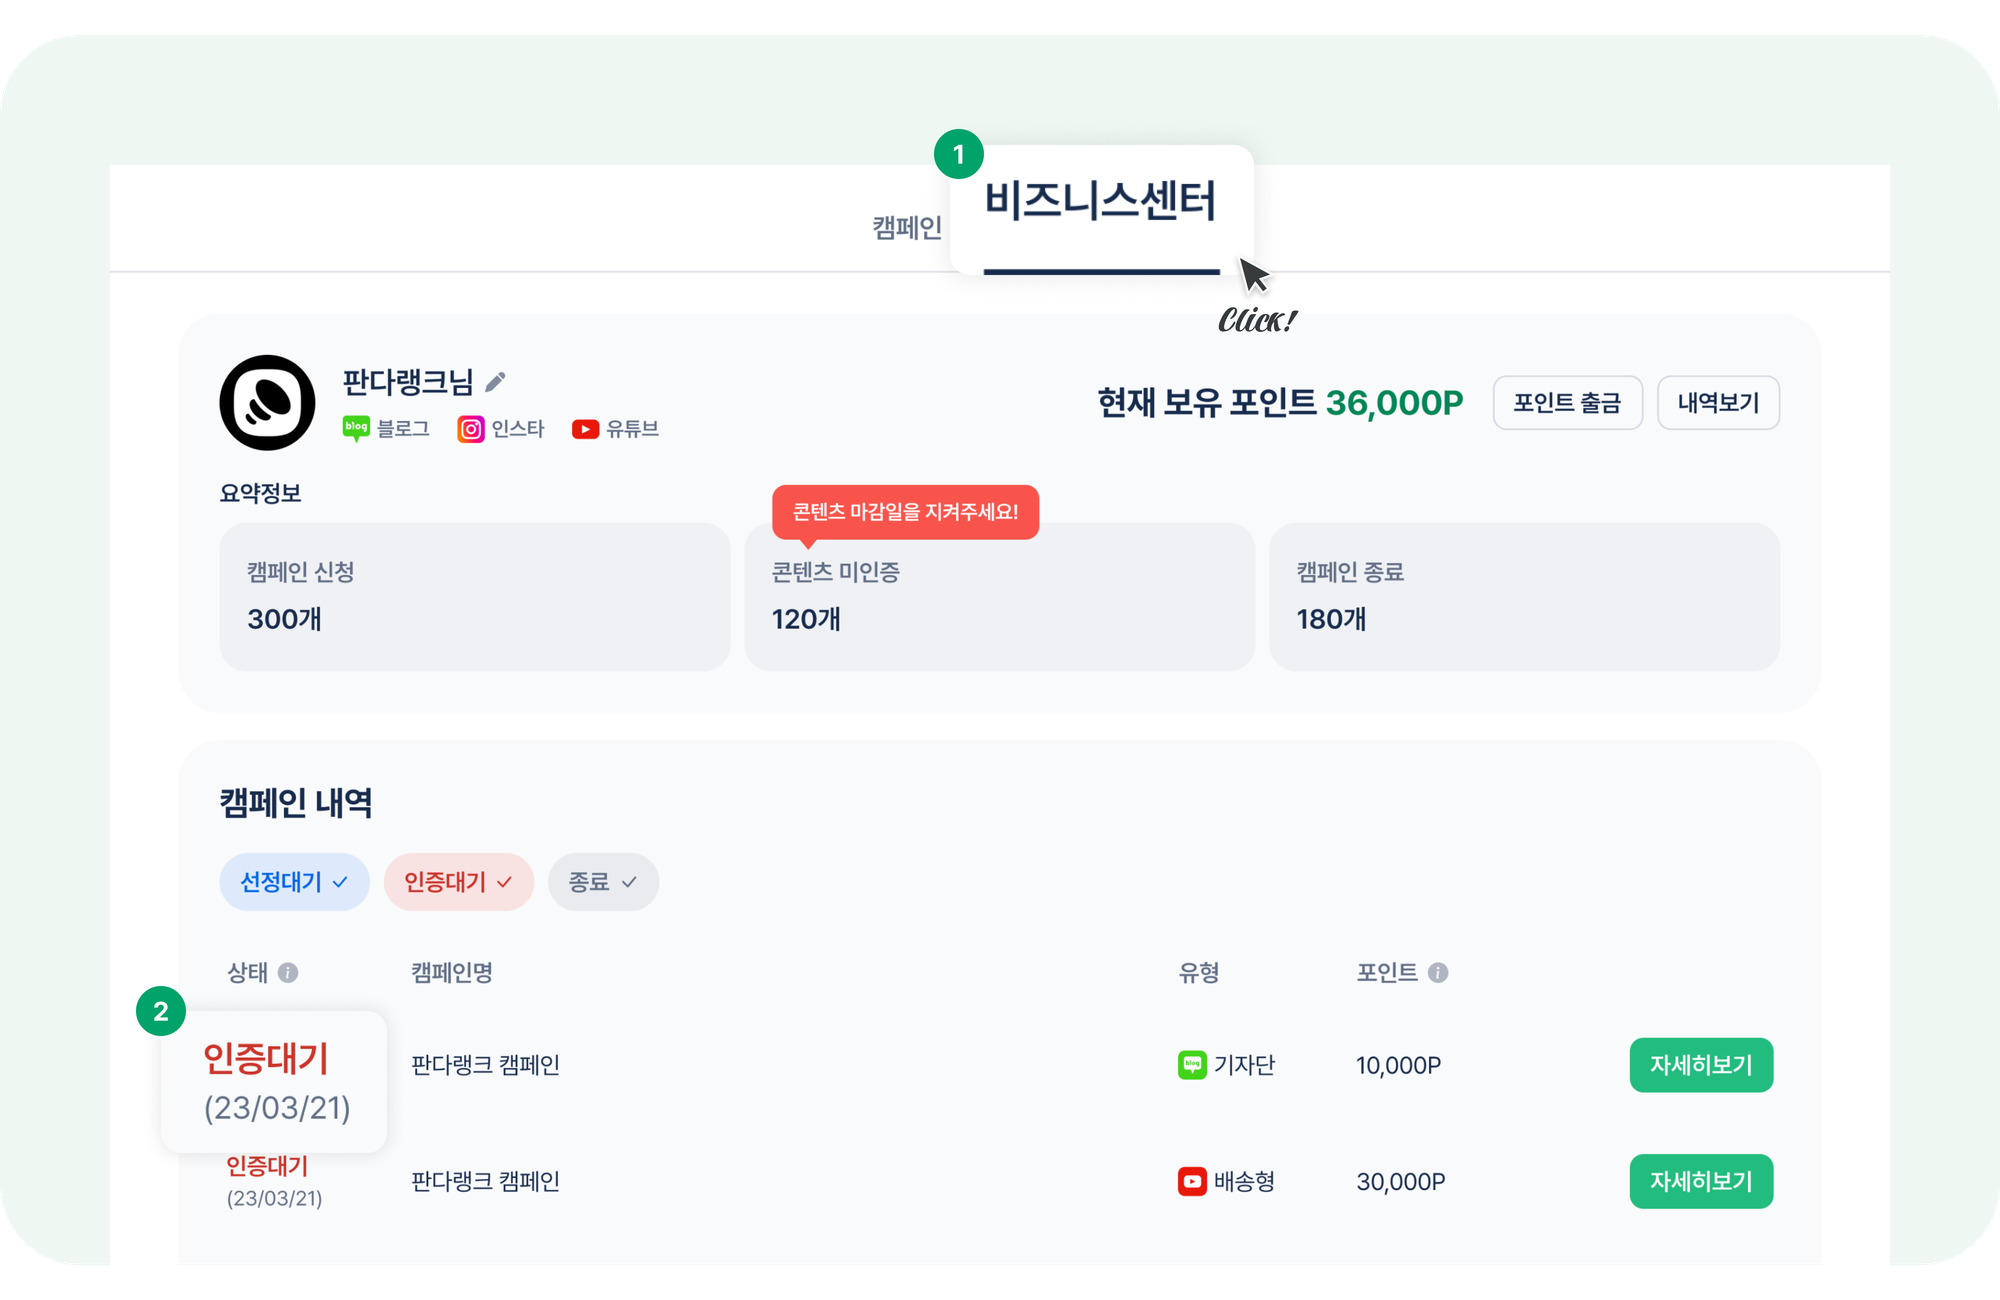 1
캠페인
비즈니스센터
Click!
판다랭크님
현재 보유 포인트 36,000P
포인트 출금
내역보기
blog 블로그
인스타
유튜브
요약정보
콘텐츠 마감일을 지켜주세요!
캠페인 신청
300개
콘텐츠 미인증
120개
캠페인 종료
180개
캠페인 내역
선정대기
인증대기
종료
상태
캠페인명
유형
포인트
2
인증대기
(23/03/21)
판다랭크 캠페인
blog 기자단
10,000P
자세히보기
인증대기
(23/03/21)
판다랭크 캠페인
배송형
30,000P
자세히보기